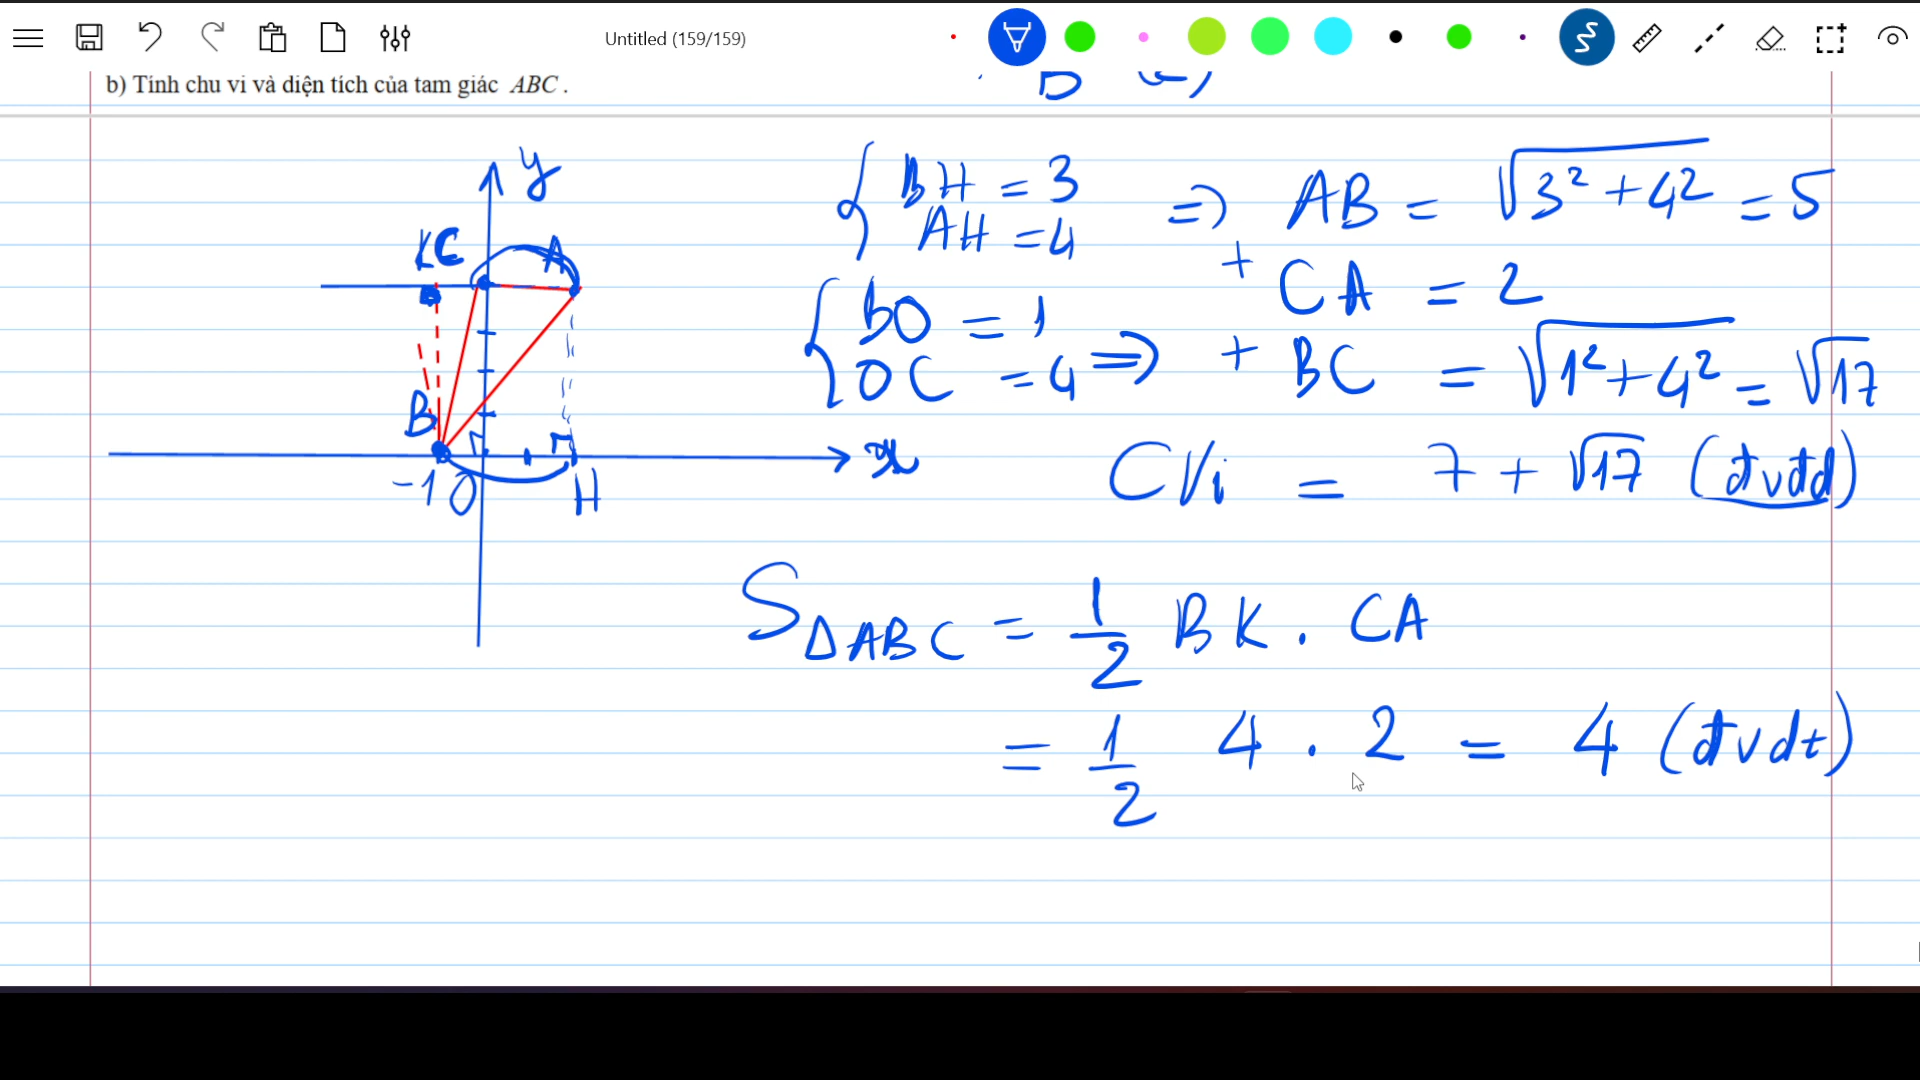 Untitled (159/159)
b) Tính chu vi và diện tích của tam giác ABC .
y
K C A
B
-1 O H
x
{ BH = 3
AH = 4
=> AB = √(3² + 4²) = 5
+ CA = 2
{ BO = 1
OC = 4 => + BC = √(1² + 4²) = √17
CVi = 7 + √17 (đvđd)
S△ABC = 1/2 BK . CA
= 1/2 4 . 2 = 4 (đvdt)